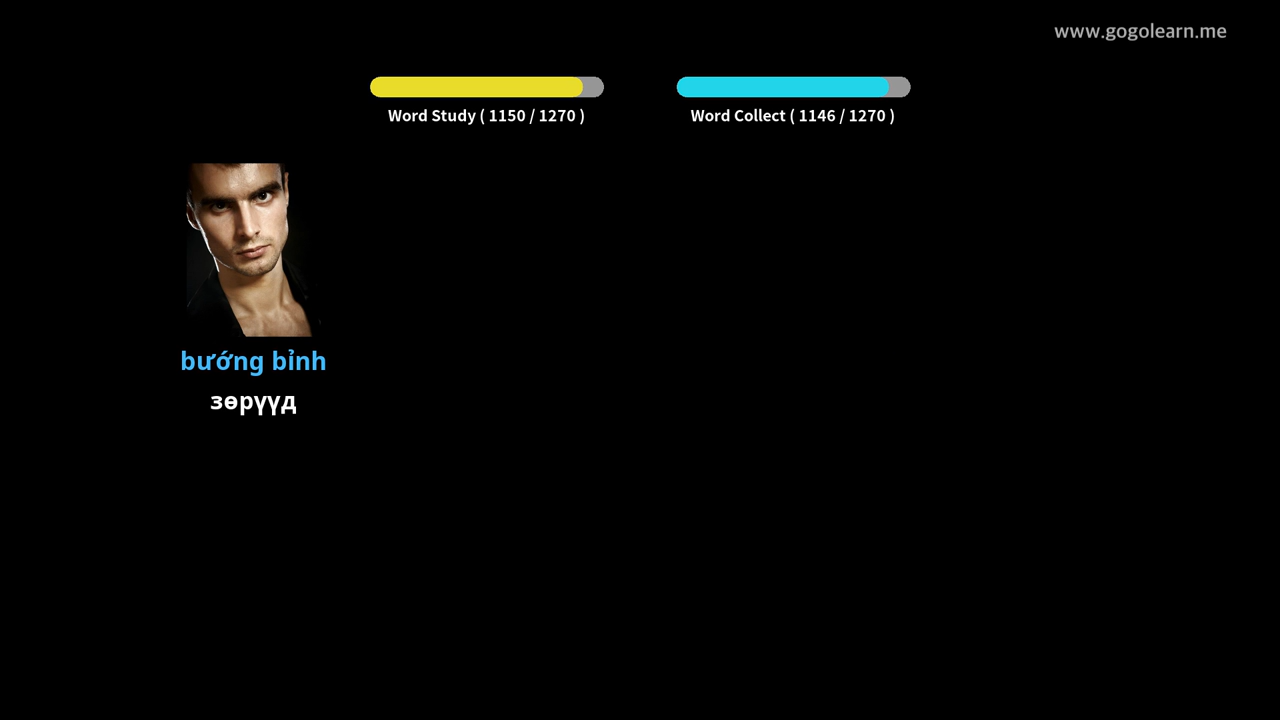 www.gogolearn.me
Word Study ( 1150 / 1270 )
Word Collect ( 1146 / 1270 )
bướng bỉnh
зөрүүд